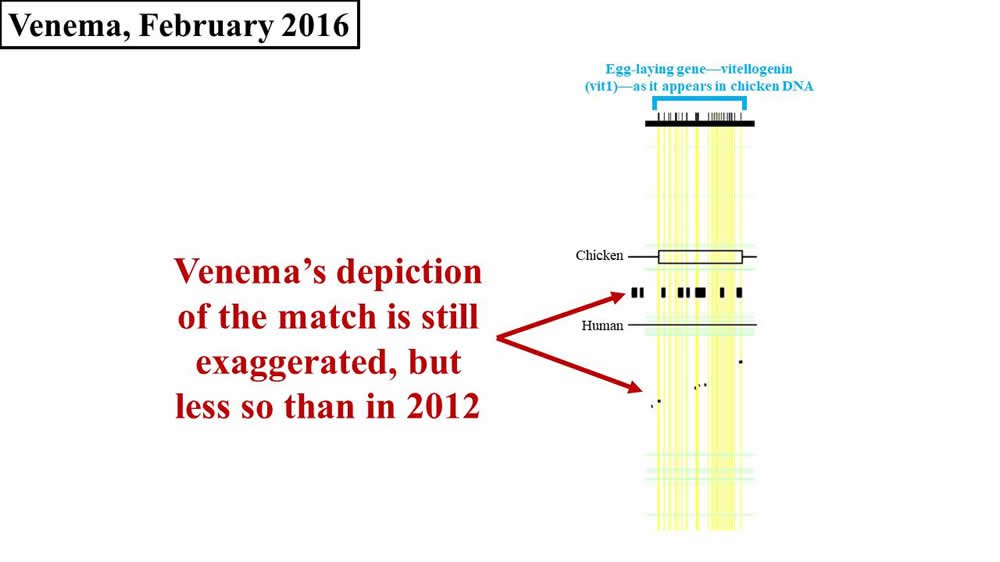 Venema, February 2016
Egg-laying gene—vitellogenin
(vit1)—as it appears in chicken DNA
Chicken
Venema’s depiction
of the match is still
exaggerated, but
less so than in 2012
Human